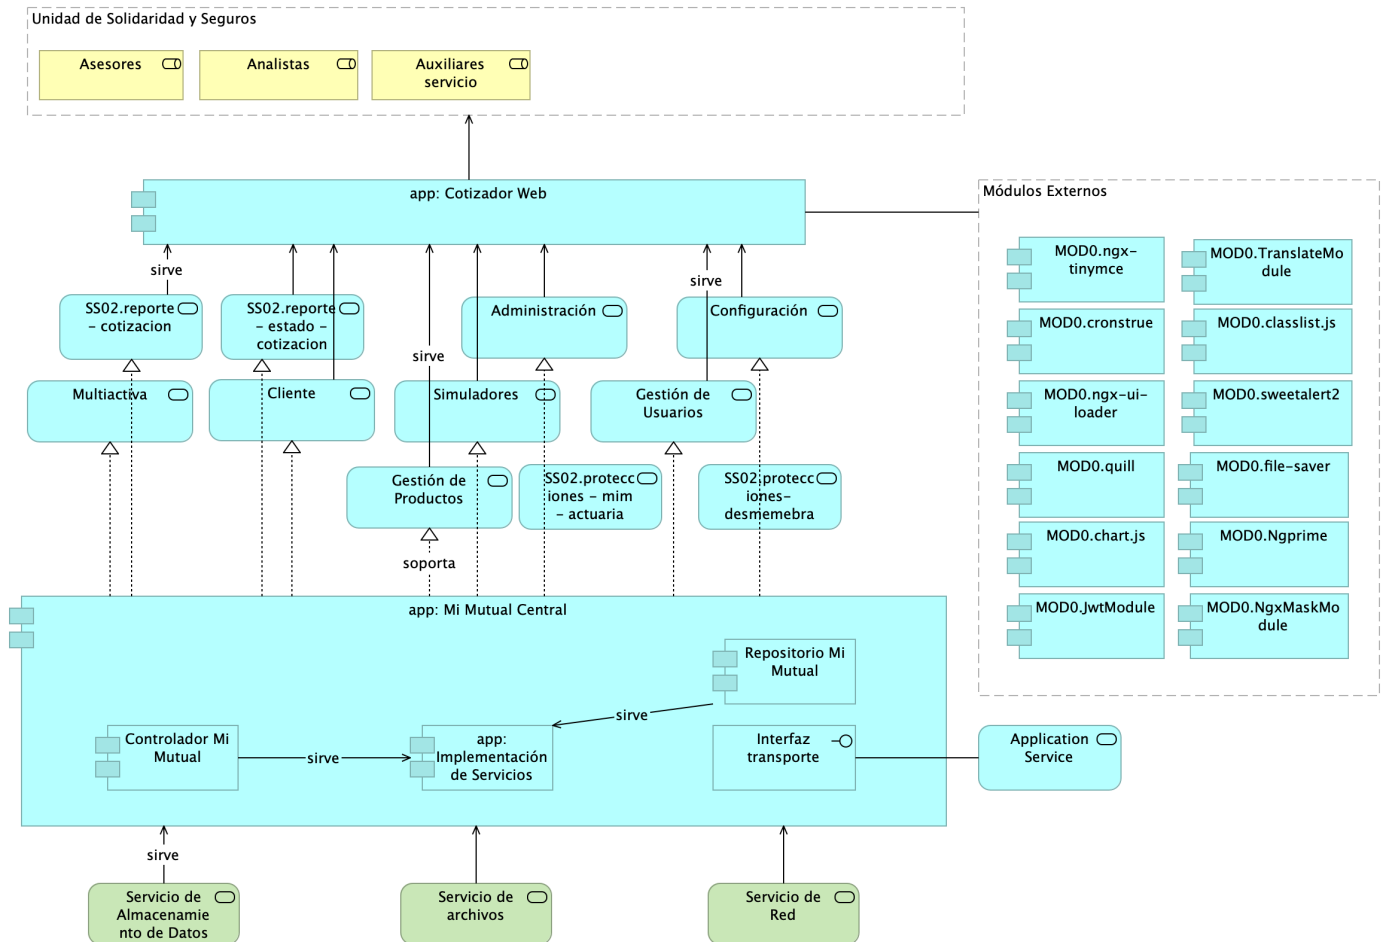 Unidad de Solidaridad y Seguros
Asesores
Analistas
Auxiliares
servicio
app: Cotizador Web
Módulos Externos
MOD0.ngx-
tinymce
MOD0.TranslateMo
dule
MOD0.cronstrue
MOD0.classlist.js
MOD0.ngx-ui-
loader
MOD0.sweetalert2
MOD0.quill
MOD0.file-saver
MOD0.chart.js
MOD0.Ngprime
MOD0.JwtModule
MOD0.NgxMaskMo
dule
sirve
sirve
sirve
SS02.reporte
- cotizacion
SS02.reporte
- estado -
cotizacion
Administración
Configuración
Multiactiva
Cliente
Simuladores
Gestión de
Usuarios
Gestión de
Productos
SS02.protecc
iones - mim
- actuaria
SS02.protecc
iones-
desmemebra
soporta
app: Mi Mutual Central
Repositorio Mi
Mutual
sirve
Controlador Mi
Mutual
sirve
app:
Implementación
de Servicios
Interfaz
transporte
Application
Service
sirve
Servicio de
Almacenamie
nto de Datos
Servicio de
archivos
Servicio de
Red